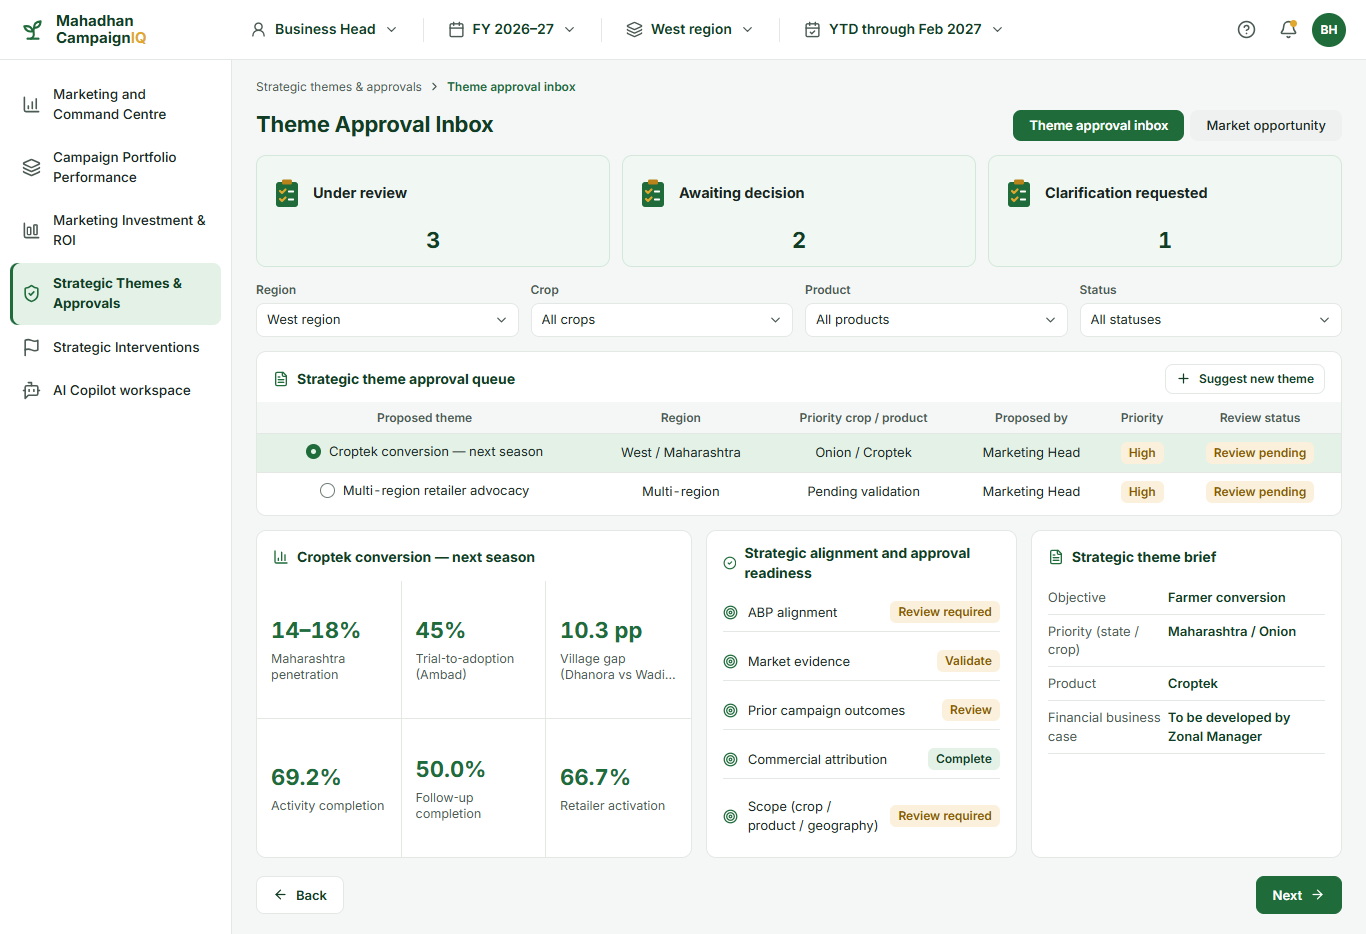 Mahadhan
CampaignIQ
Business Head
FY 2026–27
West region
YTD through Feb 2027
BH
Marketing and
Command Centre
Campaign Portfolio
Performance
Marketing Investment &
ROI
Strategic Themes &
Approvals
Strategic Interventions
AI Copilot workspace
Strategic themes & approvals > Theme approval inbox
Theme Approval Inbox
Theme approval inbox
Market opportunity
Under review
3
Awaiting decision
2
Clarification requested
1
Region
Crop
Product
Status
West region
All crops
All products
All statuses
Strategic theme approval queue
+ Suggest new theme
Proposed theme Region Priority crop / product Proposed by Priority Review status
Croptek conversion — next season West / Maharashtra Onion / Croptek Marketing Head High Review pending
Multi-region retailer advocacy Multi-region Pending validation Marketing Head High Review pending
Croptek conversion — next season
14–18%
Maharashtra
penetration
45%
Trial-to-adoption
(Ambad)
10.3 pp
Village gap
(Dhanora vs Wadi...
69.2%
Activity completion
50.0%
Follow-up
completion
66.7%
Retailer activation
Strategic alignment and approval
readiness
ABP alignment Review required
Market evidence Validate
Prior campaign outcomes Review
Commercial attribution Complete
Scope (crop /
product / geography) Review required
Strategic theme brief
Objective Farmer conversion
Priority (state / Maharashtra / Onion
crop)
Product Croptek
Financial business To be developed by
case Zonal Manager
← Back
Next →